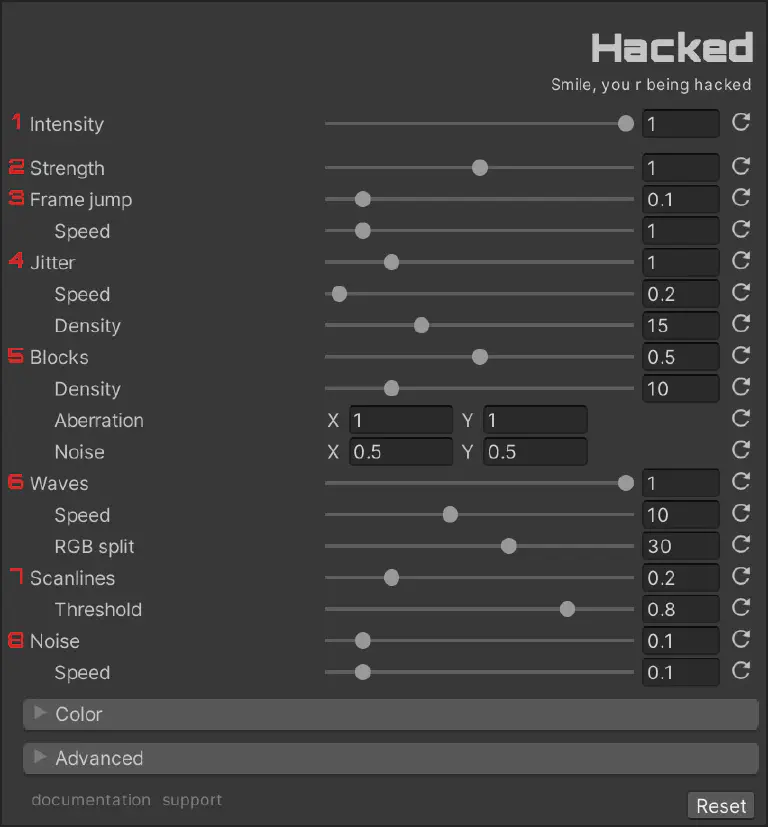 Hacked
Smile, you r being hacked
1 Intensity 1
2 Strength 1
3 Frame jump 0.1
Speed 1
4 Jitter 1
Speed 0.2
Density 15
5 Blocks 0.5
Density 10
Aberration X 1 Y 1
Noise X 0.5 Y 0.5
6 Waves 1
Speed 10
RGB split 30
7 Scanlines 0.2
Threshold 0.8
8 Noise 0.1
Speed 0.1
Color
Advanced
documentation support
Reset